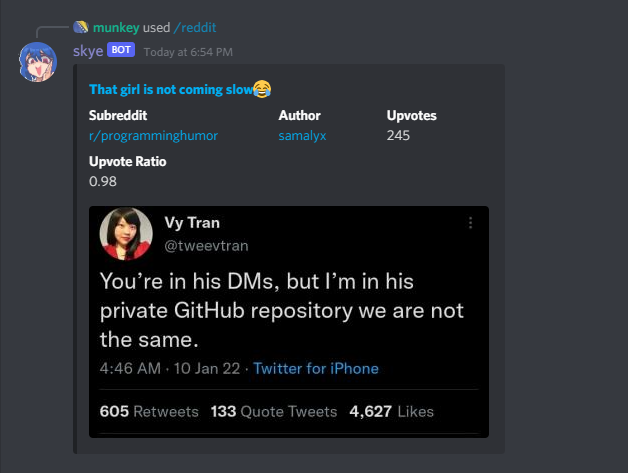 munkey used /reddit
skye BOT Today at 6:54 PM
That girl is not coming slow😂
Subreddit Author Upvotes
r/programminghumor samalyx 245
Upvote Ratio
0.98
Vy Tran
@tweevtran
You’re in his DMs, but I’m in his
private GitHub repository we are not
the same.
4:46 AM · 10 Jan 22 · Twitter for iPhone
605 Retweets 133 Quote Tweets 4,627 Likes